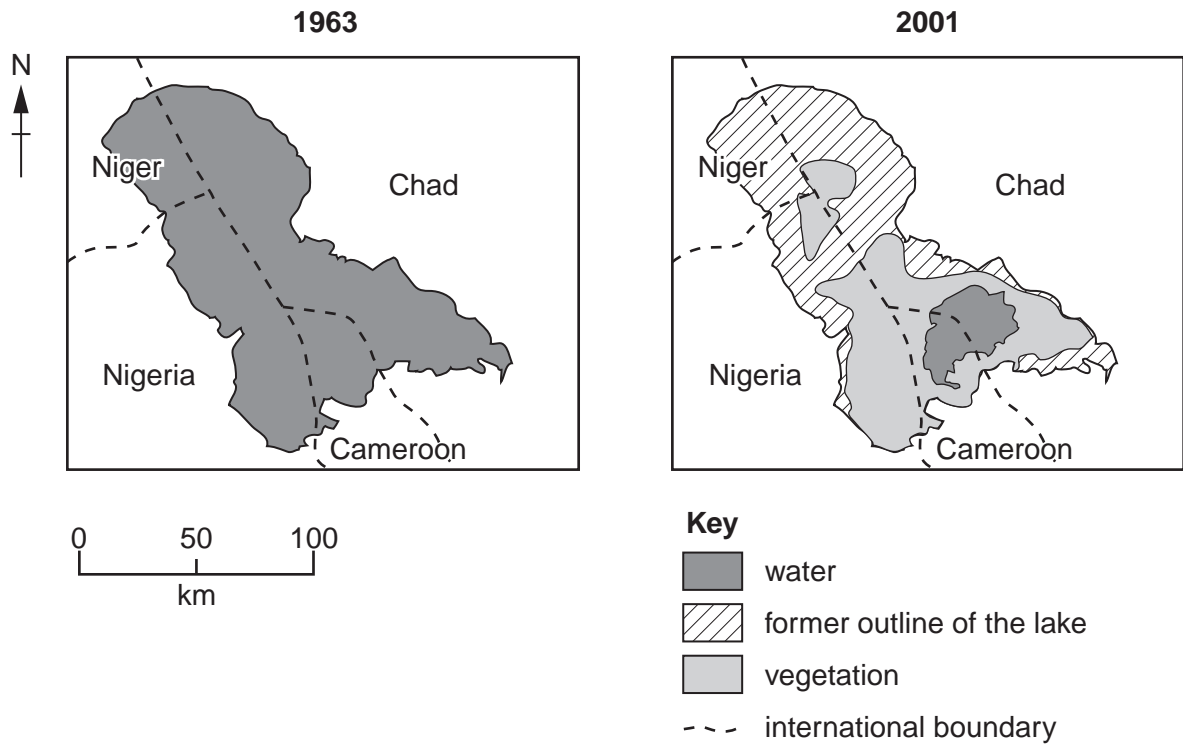 1963
N
Niger
Chad
Nigeria
Cameroon
0 50 100
km
2001
Niger
Chad
Nigeria
Cameroon
Key
water
former outline of the lake
vegetation
international boundary